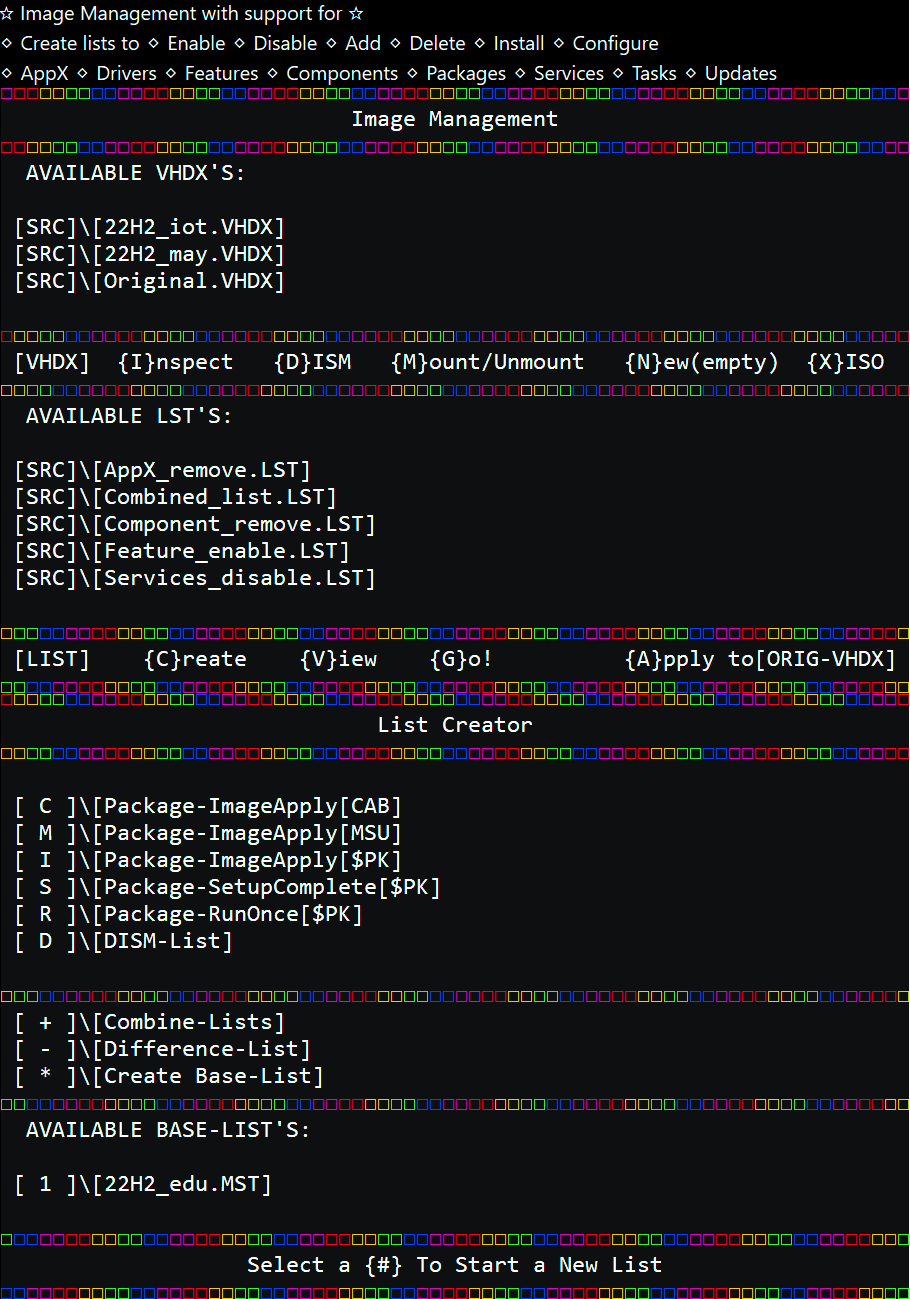 ☆ Image Management with support for ☆
⋄ Create lists to ⋄ Enable ⋄ Disable ⋄ Add ⋄ Delete ⋄ Install ⋄ Configure
⋄ AppX ⋄ Drivers ⋄ Features ⋄ Components ⋄ Packages ⋄ Services ⋄ Tasks ⋄ Updates
Image Management
AVAILABLE VHDX'S:
[SRC]\[22H2_iot.VHDX]
[SRC]\[22H2_may.VHDX]
[SRC]\[Original.VHDX]
[VHDX] {I}nspect {D}ISM {M}ount/Unmount {N}ew(empty) {X}ISO
AVAILABLE LST'S:
[SRC]\[AppX_remove.LST]
[SRC]\[Combined_list.LST]
[SRC]\[Component_remove.LST]
[SRC]\[Feature_enable.LST]
[SRC]\[Services_disable.LST]
[LIST] {C}reate {V}iew {G}o! {A}pply to[ORIG-VHDX]
List Creator
[ C ]\[Package-ImageApply[CAB]
[ M ]\[Package-ImageApply[MSU]
[ I ]\[Package-ImageApply[$PK]
[ S ]\[Package-SetupComplete[$PK]
[ R ]\[Package-RunOnce[$PK]
[ D ]\[DISM-List]
[ + ]\[Combine-Lists]
[ - ]\[Difference-List]
[ * ]\[Create Base-List]
AVAILABLE BASE-LIST'S:
[ 1 ]\[22H2_edu.MST]
Select a {#} To Start a New List